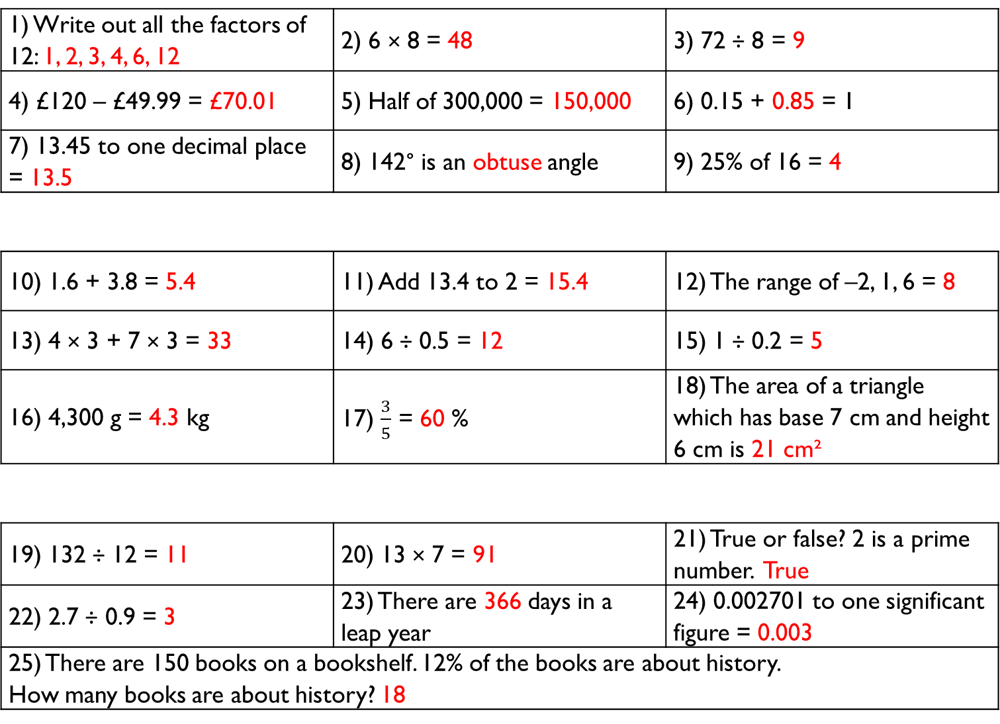 1) Write out all the factors of
12: 1, 2, 3, 4, 6, 12
2) 6 × 8 = 48
3) 72 ÷ 8 = 9
4) £120 – £49.99 = £70.01
5) Half of 300,000 = 150,000
6) 0.15 + 0.85 = 1
7) 13.45 to one decimal place
= 13.5
8) 142° is an obtuse angle
9) 25% of 16 = 4
10) 1.6 + 3.8 = 5.4
11) Add 13.4 to 2 = 15.4
12) The range of –2, 1, 6 = 8
13) 4 × 3 + 7 × 3 = 33
14) 6 ÷ 0.5 = 12
15) 1 ÷ 0.2 = 5
16) 4,300 g = 4.3 kg
17) 3/5 = 60 %
18) The area of a triangle
which has base 7 cm and height
6 cm is 21 cm²
19) 132 ÷ 12 = 11
20) 13 × 7 = 91
21) True or false? 2 is a prime
number. True
22) 2.7 ÷ 0.9 = 3
23) There are 366 days in a
leap year
24) 0.002701 to one significant
figure = 0.003
25) There are 150 books on a bookshelf. 12% of the books are about history.
How many books are about history? 18